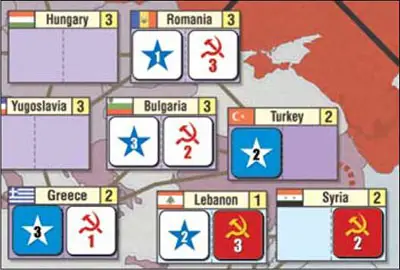 Hungary 3
Romania 3
1 3
Yugoslavia 3
Bulgaria 3
Turkey 2
3 2
2
Greece 2
Lebanon 1
Syria 2
3 1
2 3
2